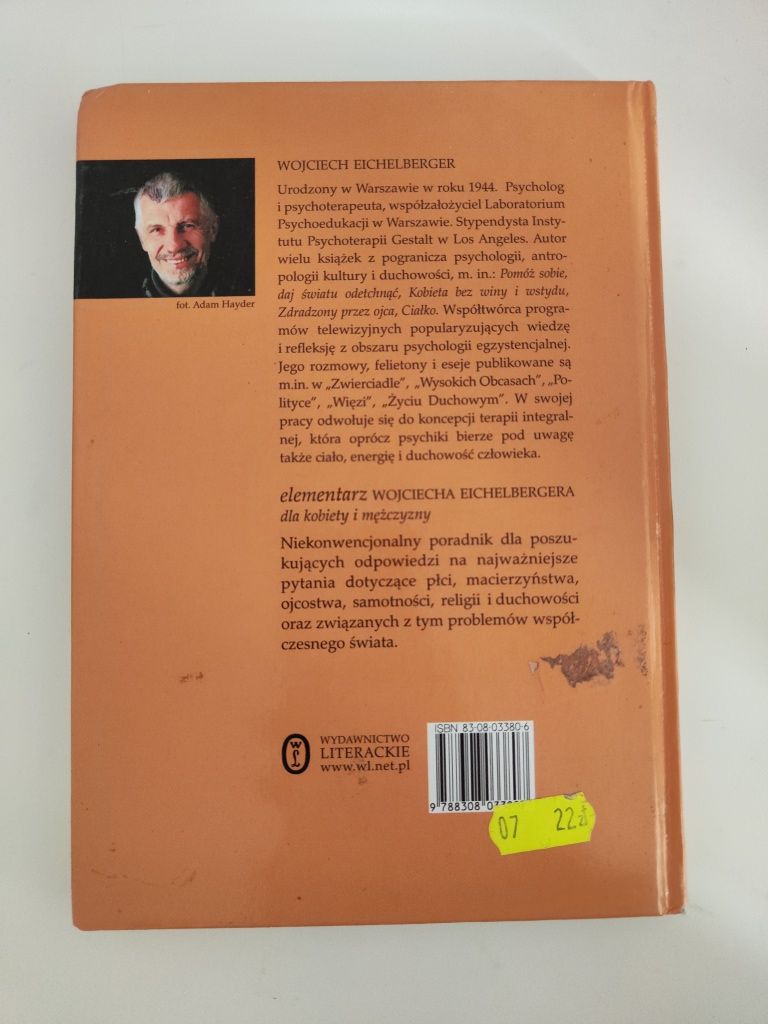 WOJCIECH EICHELBERGER
Urodzony w Warszawie w roku 1944. Psycholog
i psychoterapeuta, współzałożyciel Laboratorium
Psychoedukacji w Warszawie. Stypendysta Insty-
tutu Psychoterapii Gestalt w Los Angeles. Autor
wielu książek z pogranicza psychologii, antro-
pologii kultury i duchowości, m. in.: Pomóż sobie,
daj światu odetchnąć, Kobieta bez winy i wstydu,
Zdradzony przez ojca, Ciałko. Współtwórca progra-
mów telewizyjnych popularyzujących wiedzę
i refleksję z obszaru psychologii egzystencjalnej.
Jego rozmowy, felietony i eseje publikowane są
m.in. w „Zwierciadle”, „Wysokich Obcasach”, „Po-
lityce”, „Więzi”, „Życiu Duchowym”. W swojej
pracy odwołuje się do koncepcji terapii integral-
nej, która oprócz psychiki bierze pod uwagę
także ciało, energię i duchowość człowieka.
fot. Adam Hayder
elementarz WOJCIECHA EICHELBERGERA
dla kobiety i mężczyzny
Niekonwencjonalny poradnik dla poszu-
kujących odpowiedzi na najważniejsze
pytania dotyczące płci, macierzyństwa,
ojcostwa, samotności, religii i duchowości
oraz związanych z tym problemów współ-
czesnego świata.
WYDAWNICTWO
LITERACKIE
www.wl.net.pl
ISBN 83-08-03380-6
9 788308 033
07 22zł